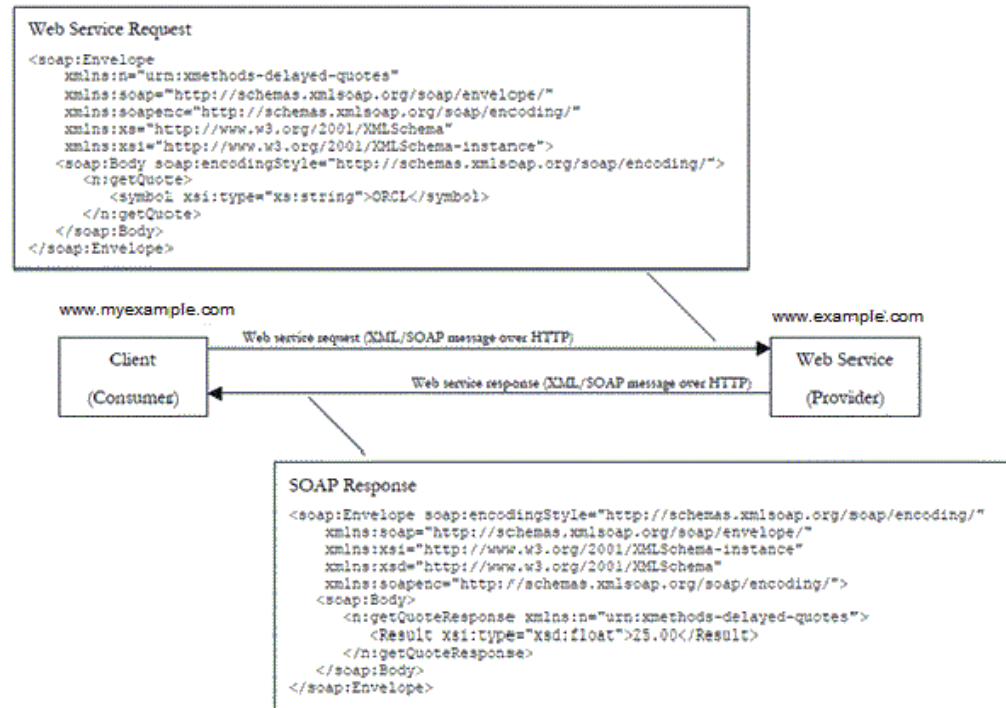 Web Service Request
<soap:Envelope
xmlns:n="urn:xmethods-delayed-quotes"
xmlns:soap="http://schemas.xmlsoap.org/soap/envelope/"
xmlns:soapenc="http://schemas.xmlsoap.org/soap/encoding/"
xmlns:xs="http://www.w3.org/2001/XMLSchema"
xmlns:xsi="http://www.w3.org/2001/XMLSchema-instance">
<soap:Body soap:encodingStyle="http://schemas.xmlsoap.org/soap/encoding/">
<n:getQuote>
<symbol xsi:type="xs:string">ORCL</symbol>
</n:getQuote>
</soap:Body>
</soap:Envelope>
www.myexample.com
www.example.com
Web service request (XML/SOAP message over HTTP)
Client
(Consumer)
Web Service
(Provider)
Web service response (XML/SOAP message over HTTP)
SOAP Response
<soap:Envelope soap:encodingStyle="http://schemas.xmlsoap.org/soap/encoding/"
xmlns:soap="http://schemas.xmlsoap.org/soap/envelope/"
xmlns:xsi="http://www.w3.org/2001/XMLSchema-instance"
xmlns:xsd="http://www.w3.org/2001/XMLSchema"
xmlns:soapenc="http://schemas.xmlsoap.org/soap/encoding/">
<soap:Body>
<n:getQuoteResponse xmlns:n="urn:xmethods-delayed-quotes">
<Result xsi:type="xsd:float">25.00</Result>
</n:getQuoteResponse>
</soap:Body>
</soap:Envelope>